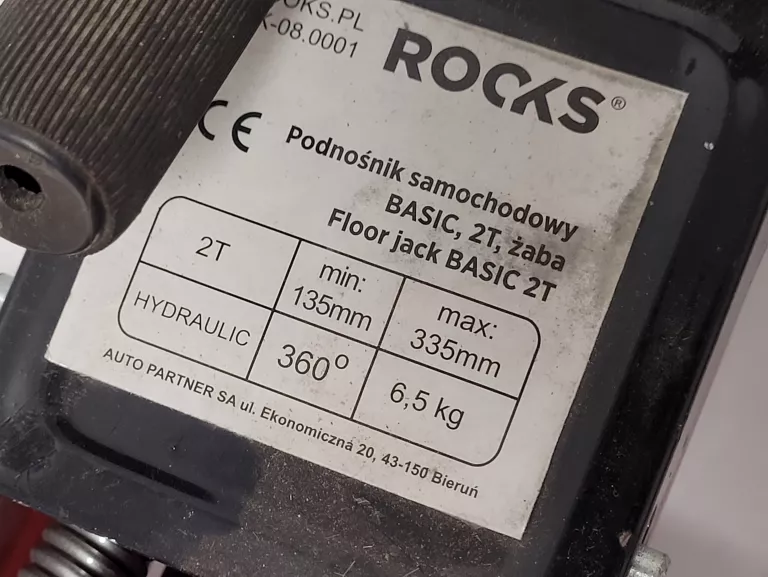 OKS.PL
-08.0001
ROOKS®
CE
Podnośnik samochodowy
BASIC, 2T, żaba
Floor jack BASIC 2T
2T
min:
135mm
max:
335mm
HYDRAULIC
360°
6,5 kg
AUTO PARTNER SA ul. Ekonomiczna 20, 43-150 Bieruń